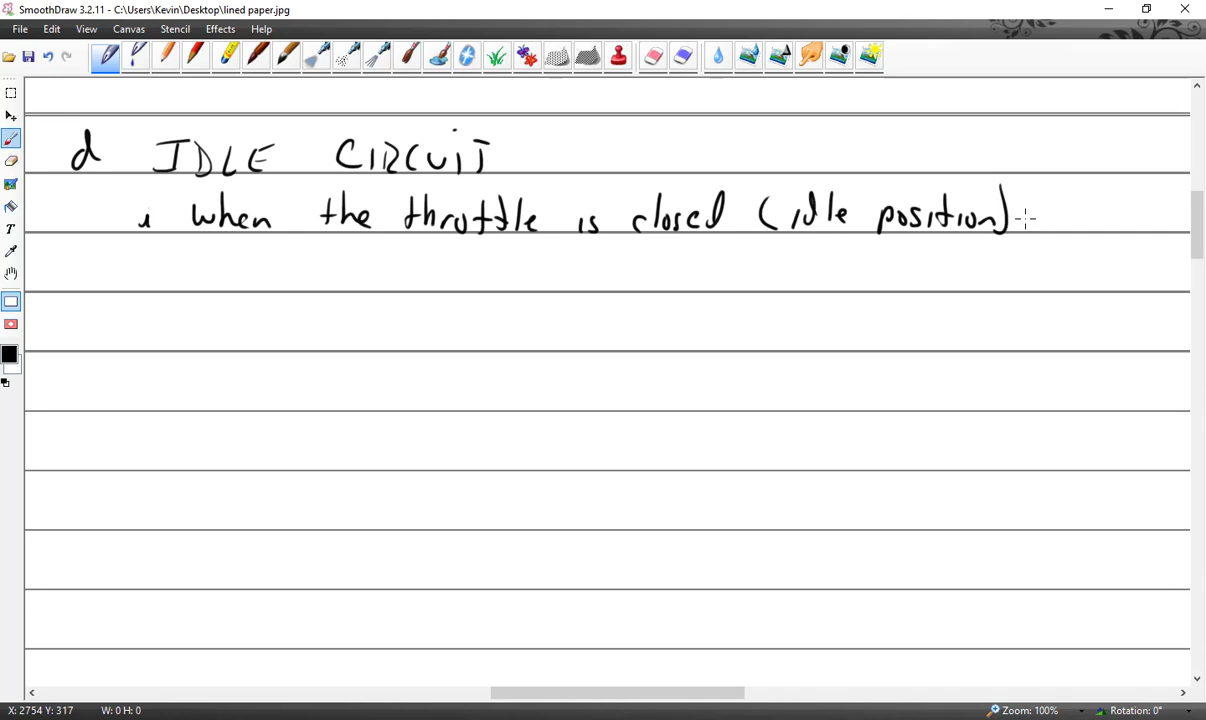 SmoothDraw 3.2.11 - C:\Users\Kevin\Desktop\lined paper.jpg
File Edit View Canvas Stencil Effects Help
d IDLE CIRCUIT
i when the throttle is closed (idle position)
X: 2754 Y: 317 W: 0 H: 0 Zoom: 100% Rotation: 0°